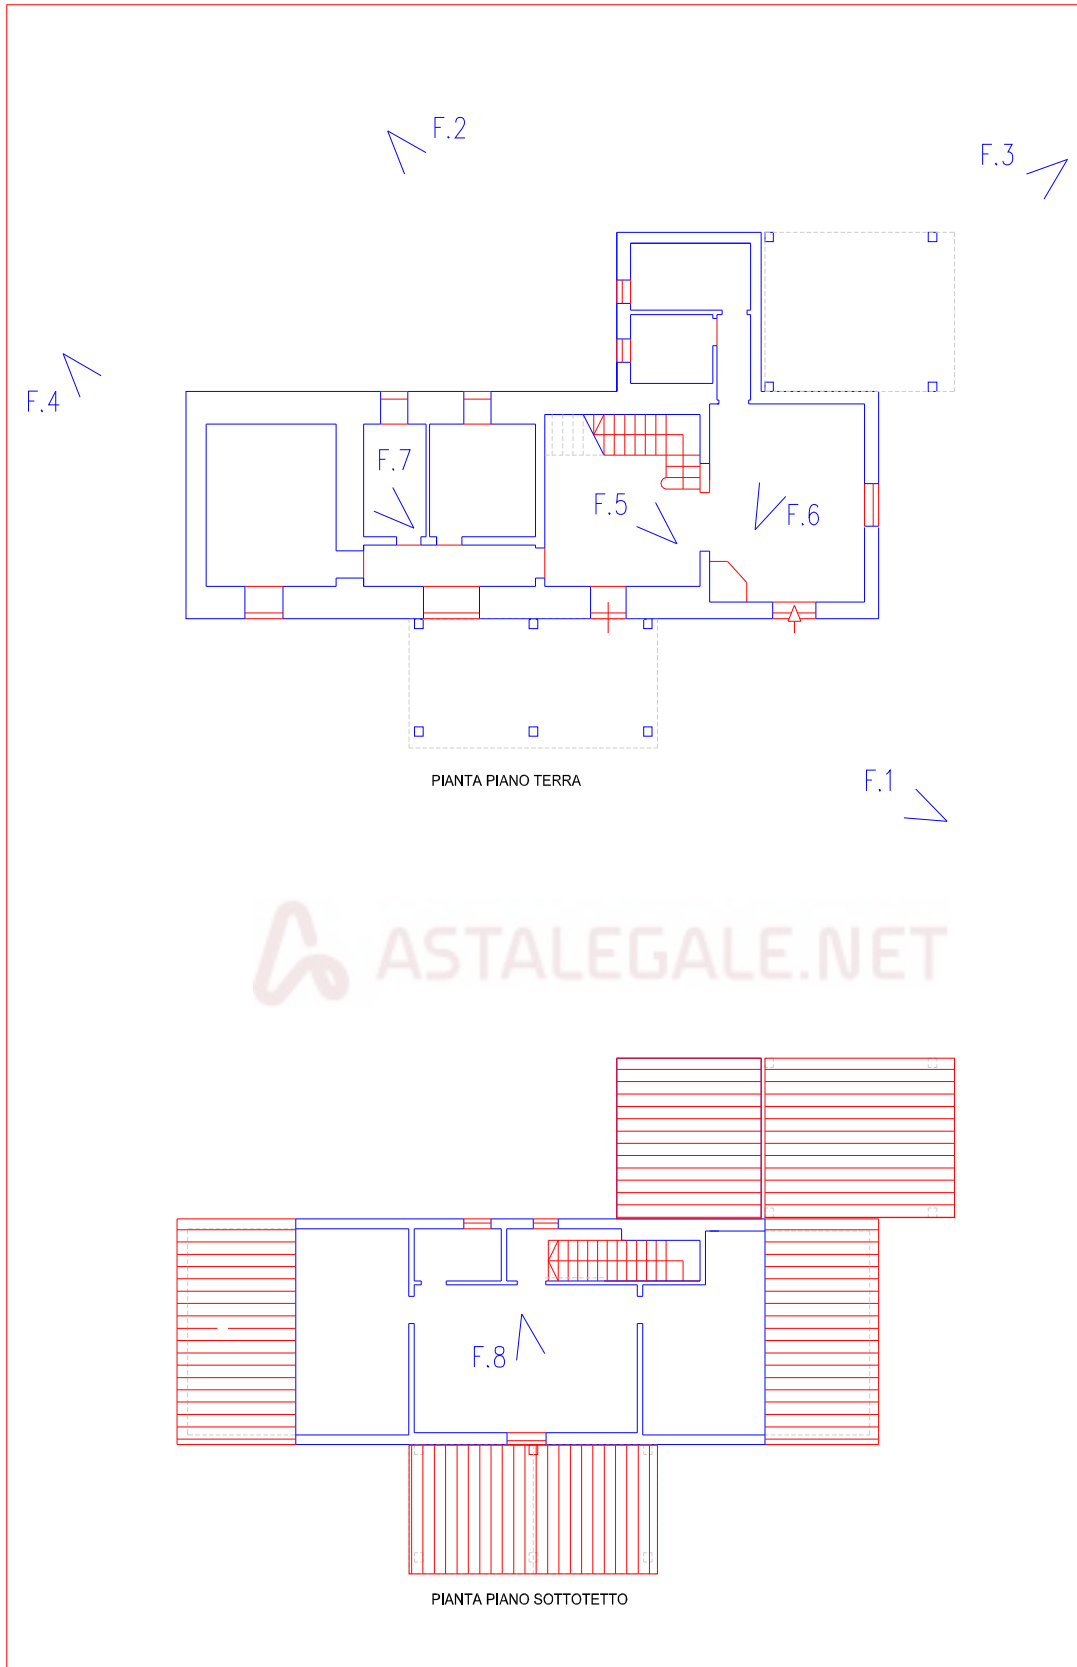 F.2
F.3
F.4
F.7
F.5
F.6
PIANTA PIANO TERRA
F.1
ASTALEGALE.NET
F.8
PIANTA PIANO SOTTOTETTO